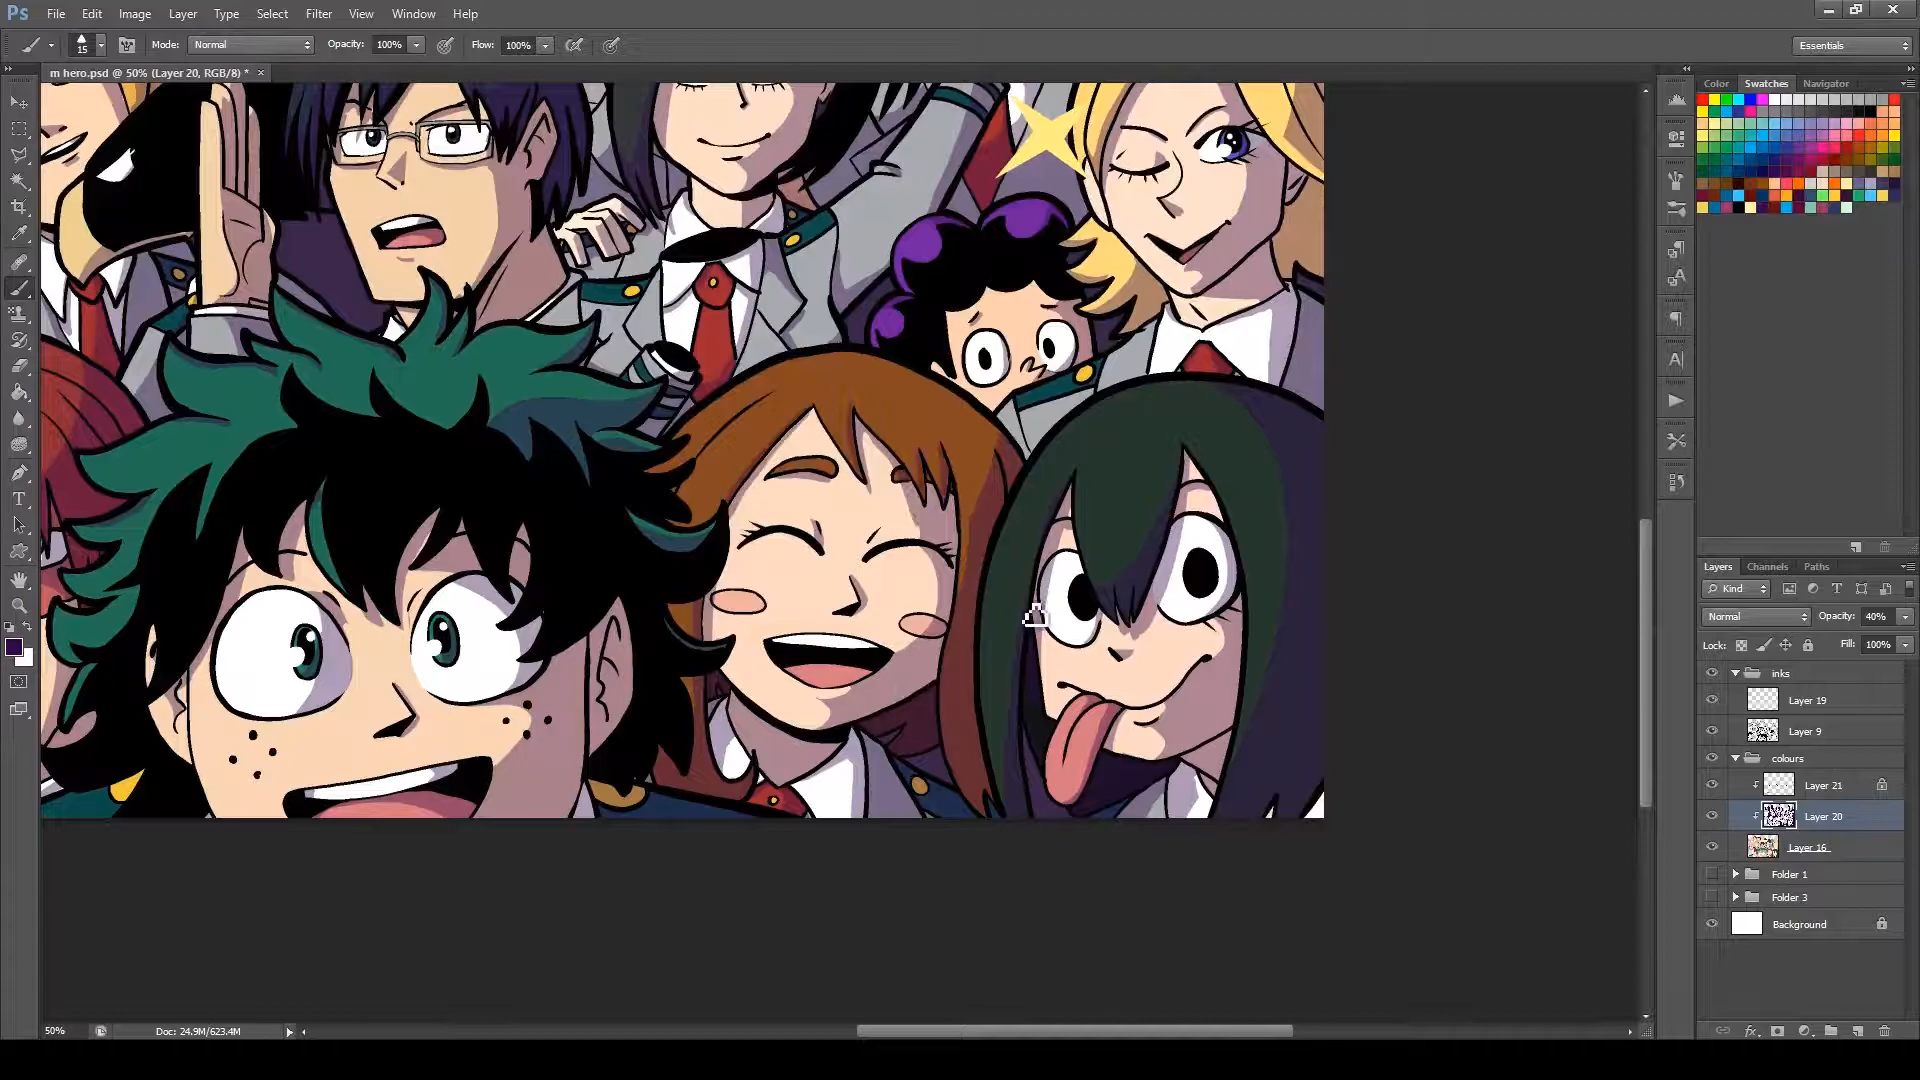 Ps File Edit Image Layer Type Select Filter View Window Help
15 Mode: Normal Opacity: 100% Flow: 100% Essentials
m hero.psd @ 50% (Layer 20, RGB/8) * ×
Color Swatches Navigator
Layers Channels Paths
Kind
Normal Opacity: 40%
Lock: Fill: 100%
inks
Layer 19
Layer 9
colours
Layer 21
Layer 20
Layer 16
Folder 1
Folder 3
Background
50% Doc: 24.9M/623.4M